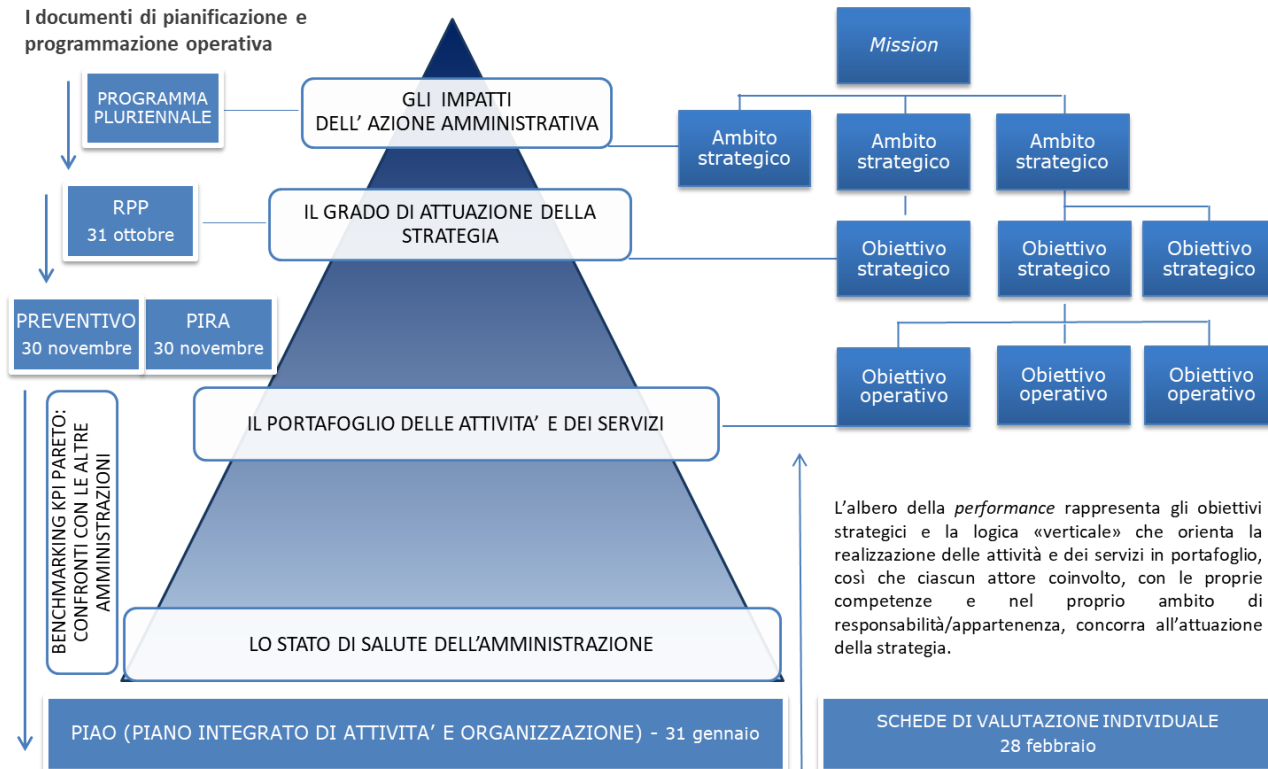 I documenti di pianificazione e
programmazione operativa
PROGRAMMA
PLURIENNALE
RPP
31 ottobre
PREVENTIVO
30 novembre
PIRA
30 novembre
BENCHMARKING KPI PARETO:
CONFRONTI CON LE ALTRE
AMMINISTRAZIONI
GLI IMPATTI
DELL’ AZIONE AMMINISTRATIVA
IL GRADO DI ATTUAZIONE DELLA
STRATEGIA
IL PORTAFOGLIO DELLE ATTIVITA’ E DEI SERVIZI
LO STATO DI SALUTE DELL’AMMINISTRAZIONE
Mission
Ambito
strategico
Ambito
strategico
Ambito
strategico
Obiettivo
strategico
Obiettivo
strategico
Obiettivo
strategico
Obiettivo
operativo
Obiettivo
operativo
Obiettivo
operativo
L’albero della performance rappresenta gli obiettivi
strategici e la logica «verticale» che orienta la
realizzazione delle attività e dei servizi in portafoglio,
così che ciascun attore coinvolto, con le proprie
competenze e nel proprio ambito di
responsabilità/appartenenza, concorra all’attuazione
della strategia.
PIAO (PIANO INTEGRATO DI ATTIVITA’ E ORGANIZZAZIONE) - 31 gennaio
SCHEDE DI VALUTAZIONE INDIVIDUALE
28 febbraio